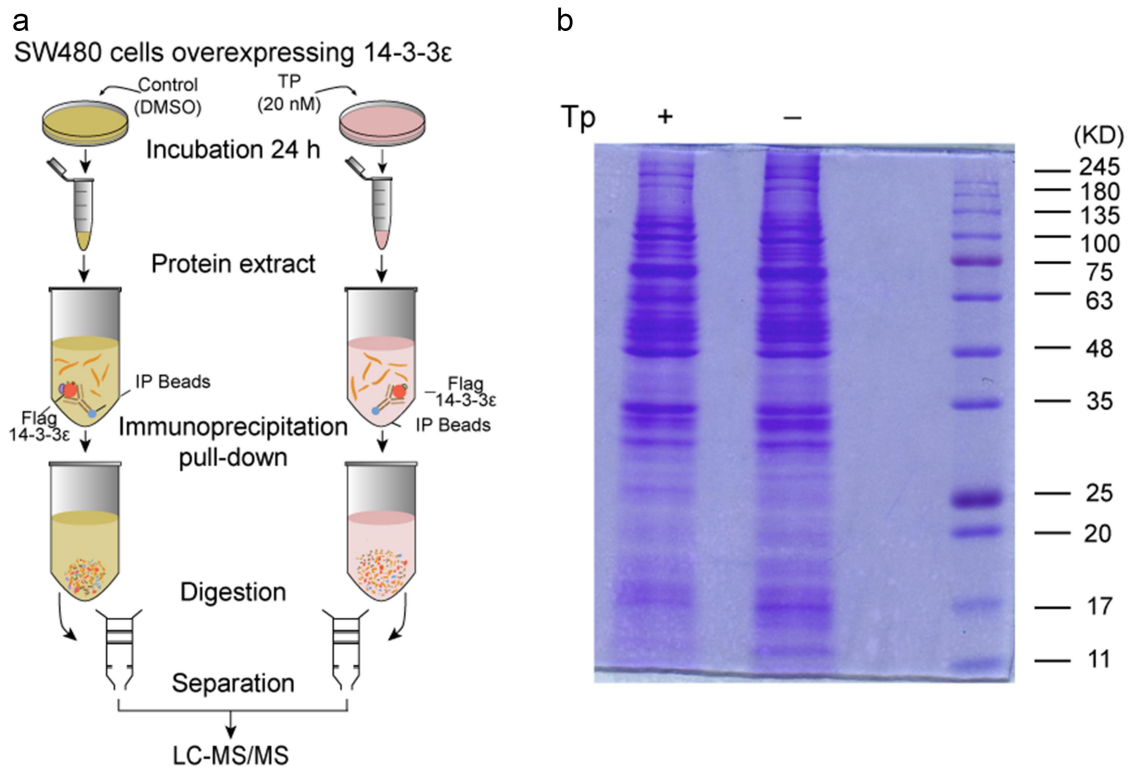 a
SW480 cells overexpressing 14-3-3ε
Control
(DMSO)
TP
(20 nM)
Incubation 24 h
Protein extract
IP Beads
Flag
14-3-3ε
Flag
14-3-3ε
IP Beads
Immunoprecipitation
pull-down
Digestion
Separation
LC-MS/MS
b
Tp + –
(KD)
245
180
135
100
75
63
48
35
25
20
17
11